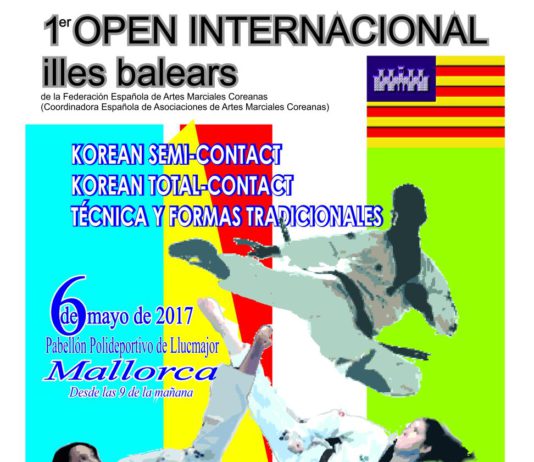 1er OPEN INTERNACIONAL
illes balears
de la Federación Española de Artes Marciales Coreanas
(Coordinadora Española de Asociaciones de Artes Marciales Coreanas)
KOREAN SEMI-CONTACT
KOREAN TOTAL-CONTACT
TÉCNICA Y FORMAS TRADICIONALES
6 de mayo de 2017
Pabellón Polideportivo de Llucmajor
Mallorca
Desde las 9 de la mañana